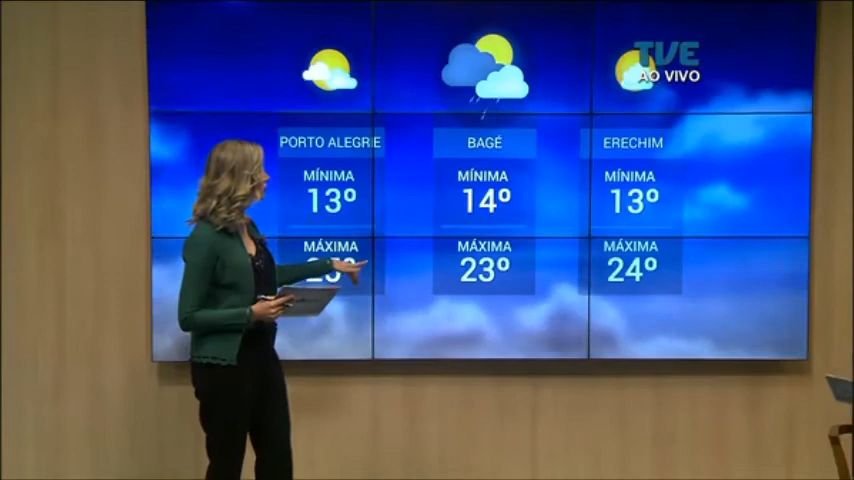 TVE
AO VIVO
PORTO ALEGRE
MÍNIMA
13º
MÁXIMA
BAGÉ
MÍNIMA
14º
MÁXIMA
23º
ERECHIM
MÍNIMA
13º
MÁXIMA
24º